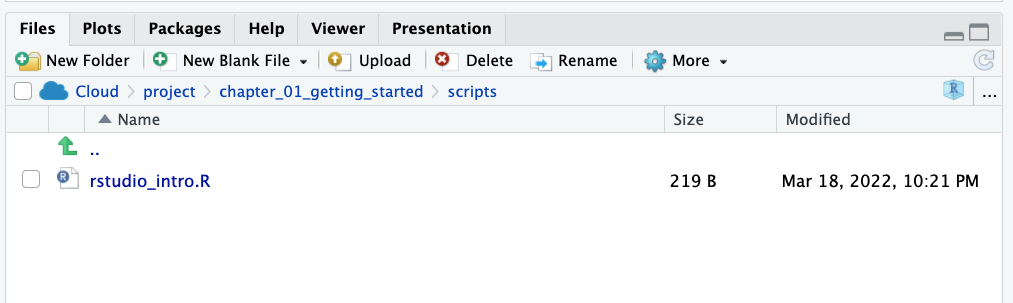 Files Plots Packages Help Viewer Presentation
New Folder New Blank File Upload Delete Rename More
Cloud project chapter_01_getting_started scripts R ...
Name Size Modified
..
R rstudio_intro.R 219 B Mar 18, 2022, 10:21 PM